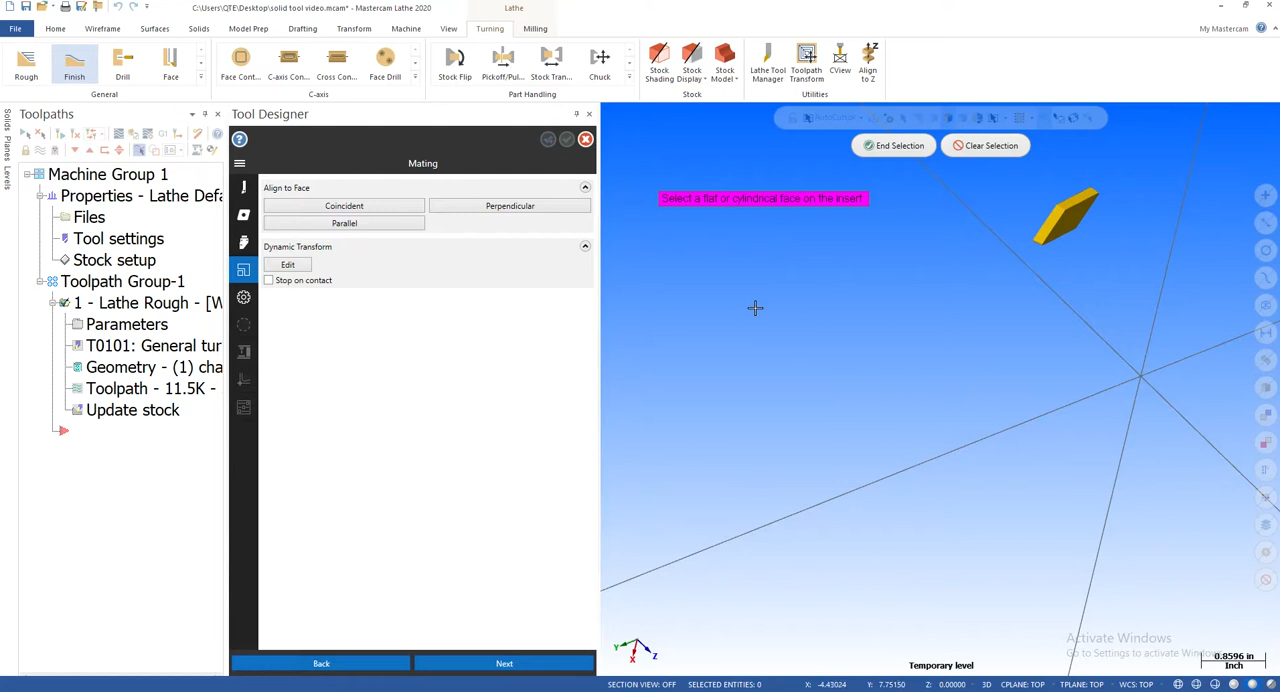 C:\Users\QTE\Desktop\solid tool video.mcam* - Mastercam Lathe 2020
Lathe
File Home Wireframe Surfaces Solids Model Prep Drafting Transform Machine View Turning Milling
My Mastercam
Rough Finish Drill Face
Face Cont... C-axis Con... Cross Con... Face Drill
Stock Flip Pickoff/Pul... Stock Tran... Chuck
Stock Shading Stock Display Stock Model
Lathe Tool Manager Toolpath Transform CView Align to Z
General C-axis Part Handling Stock Utilities
Solids Planes Levels
Toolpaths
Machine Group 1
Properties - Lathe Defa
Files
Tool settings
Stock setup
Toolpath Group-1
1 - Lathe Rough - [W
Parameters
T0101: General tur
Geometry - (1) cha
Toolpath - 11.5K -
Update stock
Tool Designer
Mating
Align to Face
Coincident Perpendicular
Parallel
Dynamic Transform
Edit
Stop on contact
Back Next
AutoCursor
End Selection Clear Selection
Select a flat or cylindrical face on the insert
Y X Z
Temporary level
Activate Windows
Go to Settings to activate Windows.
0.8596 in
Inch
SECTION VIEW: OFF SELECTED ENTITIES: 0 X: -4.43024 Y: 7.75150 Z: 0.00000 3D CPLANE: TOP TPLANE: TOP WCS: TOP